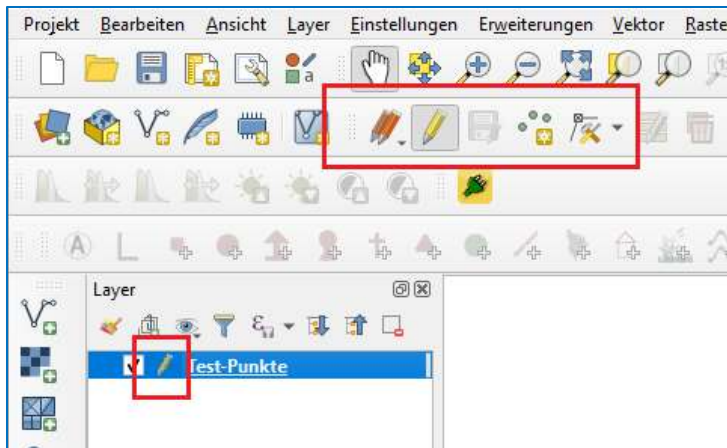 Projekt Bearbeiten Ansicht Layer Einstellungen Erweiterungen Vektor Raste
a
Layer
Test-Punkte